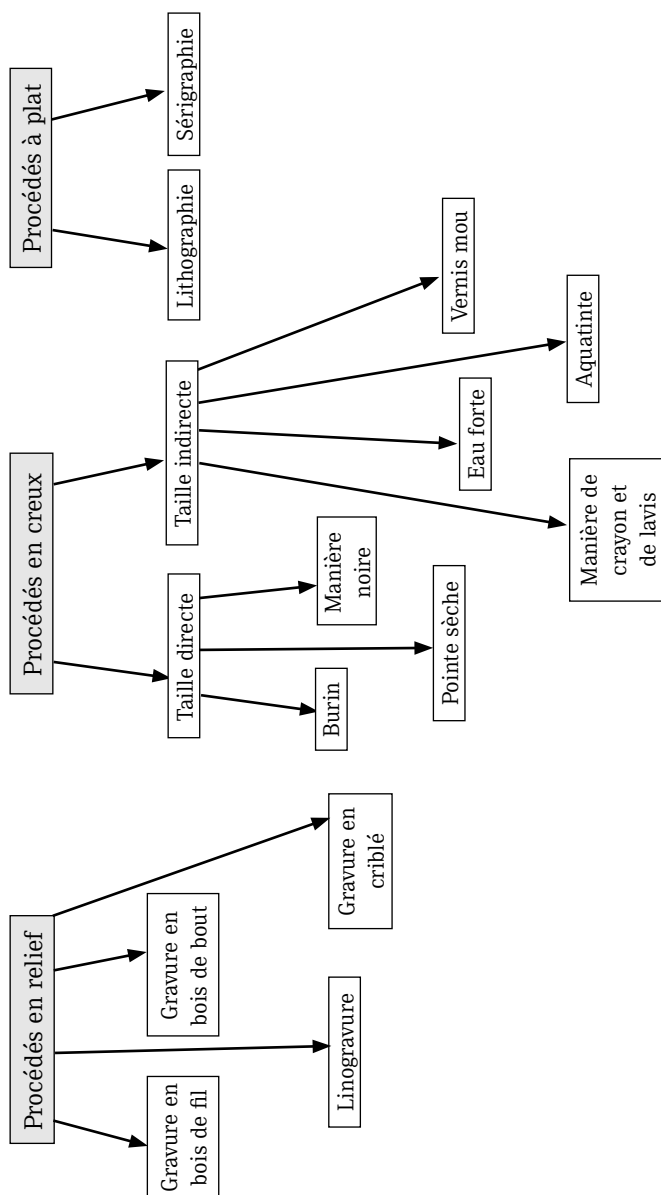 Procédés en relief
Procédés en creux
Procédés à plat
Gravure en
bois de fil
Gravure en
bois de bout
Linogravure
Gravure en
criblé
Taille directe
Taille indirecte
Burin
Manière
noire
Pointe sèche
Eau forte
Vernis mou
Manière de
crayon et
de lavis
Aquatinte
Lithographie
Sérigraphie